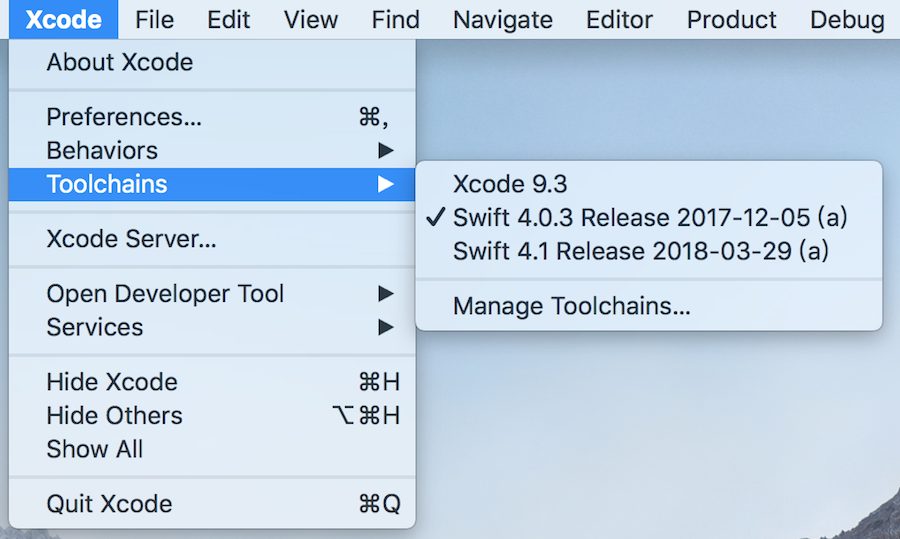 Xcode File Edit View Find Navigate Editor Product Debug
About Xcode
Preferences... ⌘,
Behaviors ▶
Toolchains ▶
Xcode 9.3
✓ Swift 4.0.3 Release 2017-12-05 (a)
Swift 4.1 Release 2018-03-29 (a)
Manage Toolchains...
Xcode Server...
Open Developer Tool ▶
Services ▶
Hide Xcode ⌘H
Hide Others ⌥⌘H
Show All
Quit Xcode ⌘Q